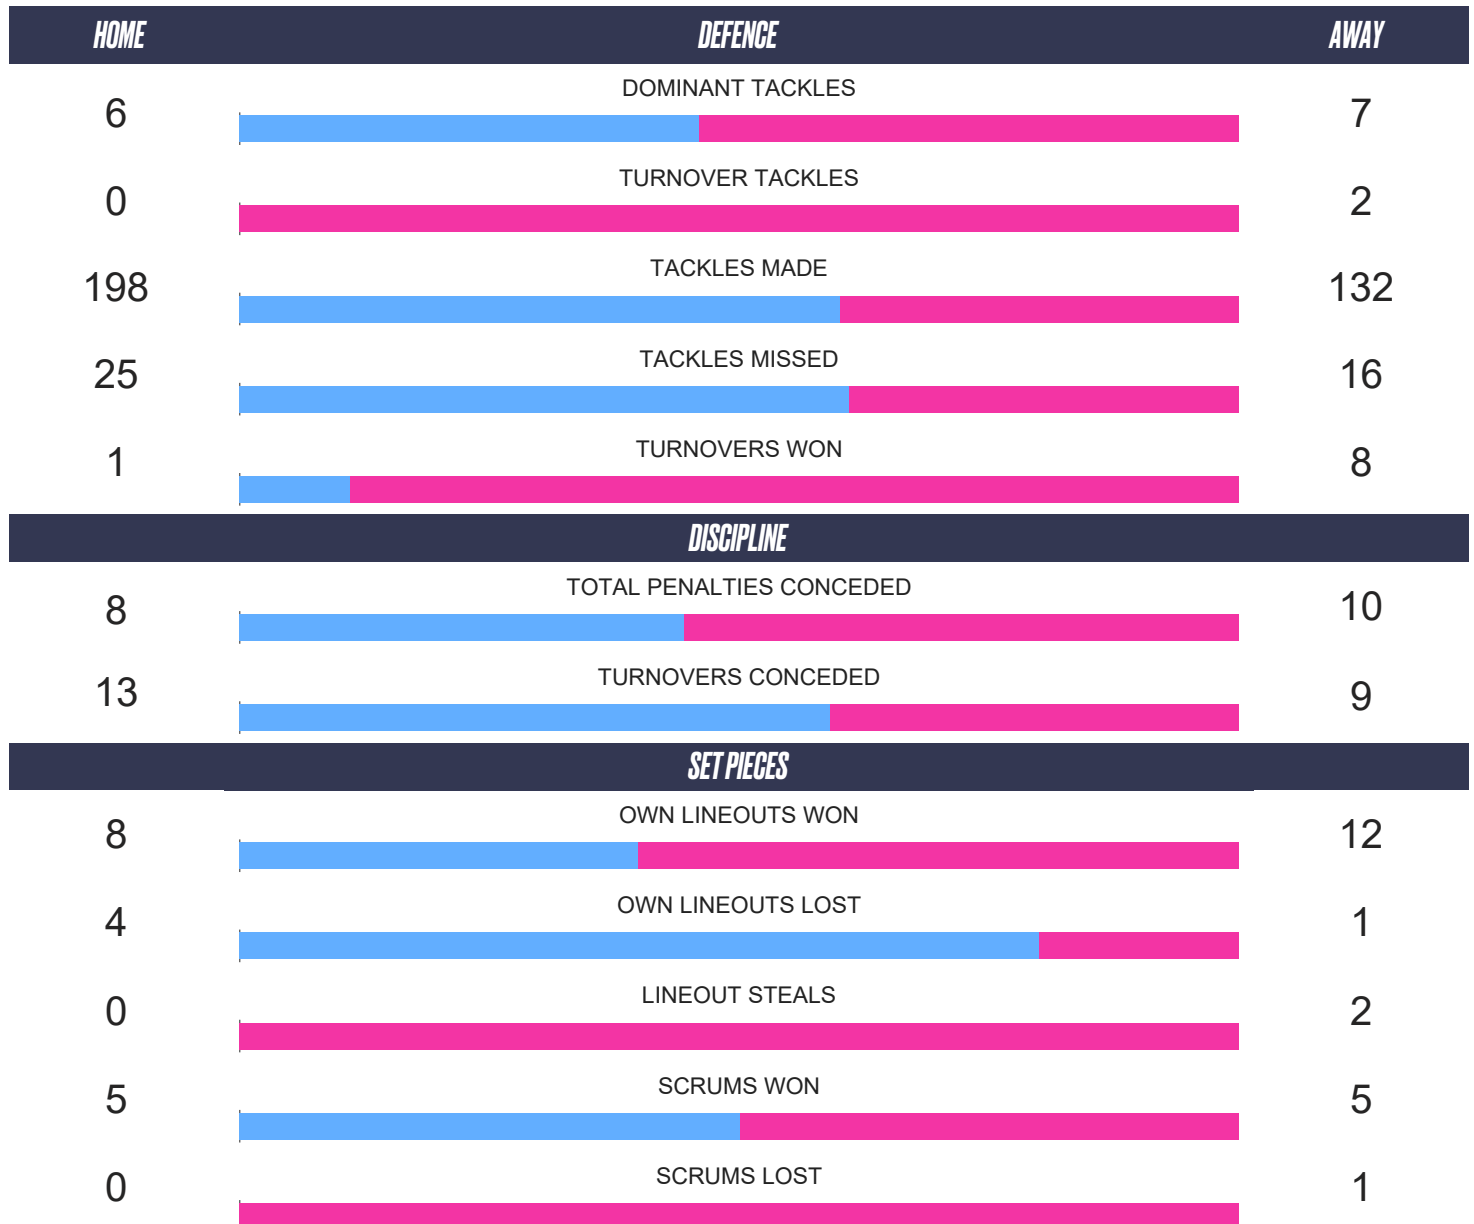 HOME DEFENCE AWAY
DOMINANT TACKLES
6 7
TURNOVER TACKLES
0 2
TACKLES MADE
198 132
TACKLES MISSED
25 16
TURNOVERS WON
1 8
DISCIPLINE
TOTAL PENALTIES CONCEDED
8 10
TURNOVERS CONCEDED
13 9
SET PIECES
OWN LINEOUTS WON
8 12
OWN LINEOUTS LOST
4 1
LINEOUT STEALS
0 2
SCRUMS WON
5 5
SCRUMS LOST
0 1